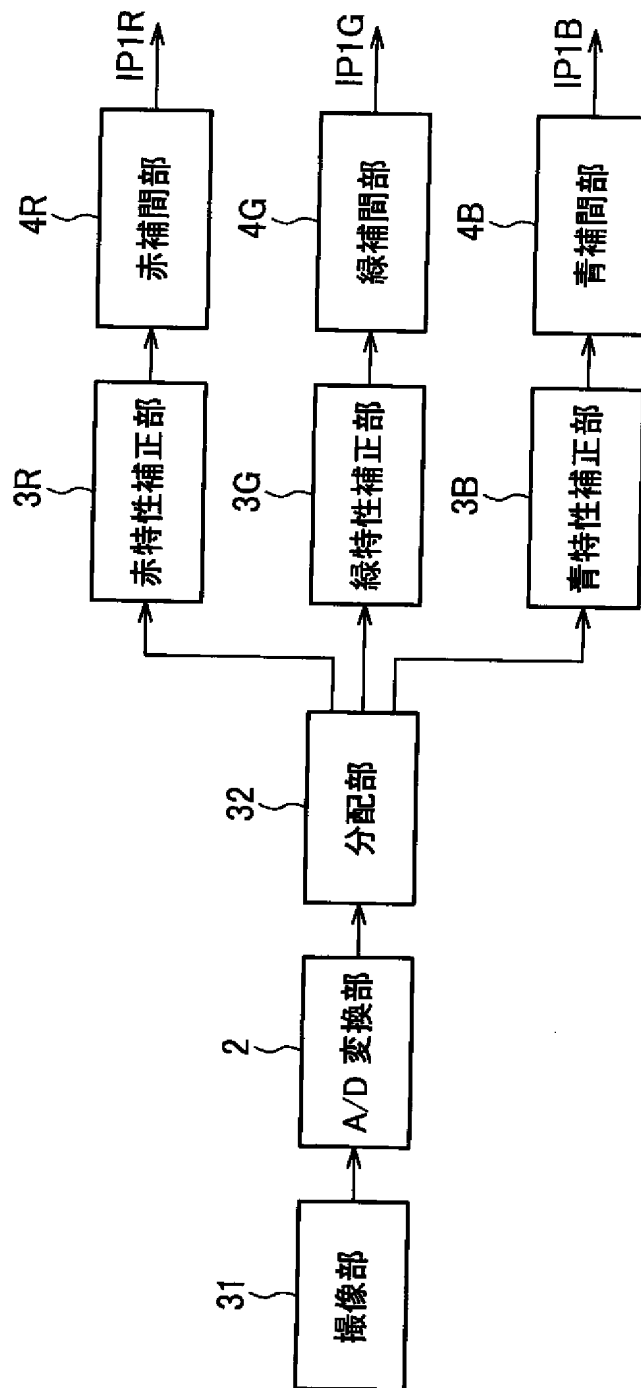 31
撮像部
2
A/D 変換部
32
分配部
3R
赤特性補正部
4R
赤補間部
IP1R
3G
緑特性補正部
4G
緑補間部
IP1G
3B
青特性補正部
4B
青補間部
IP1B